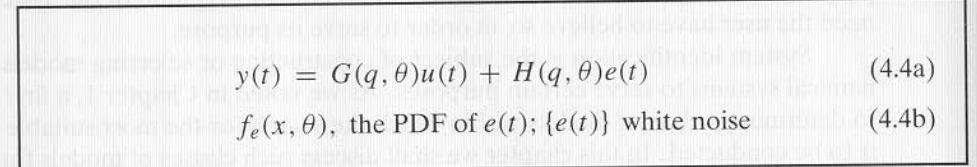 y(t) = G(q, θ)u(t) + H(q, θ)e(t) (4.4a)
f_e(x, θ), the PDF of e(t); {e(t)} white noise (4.4b)